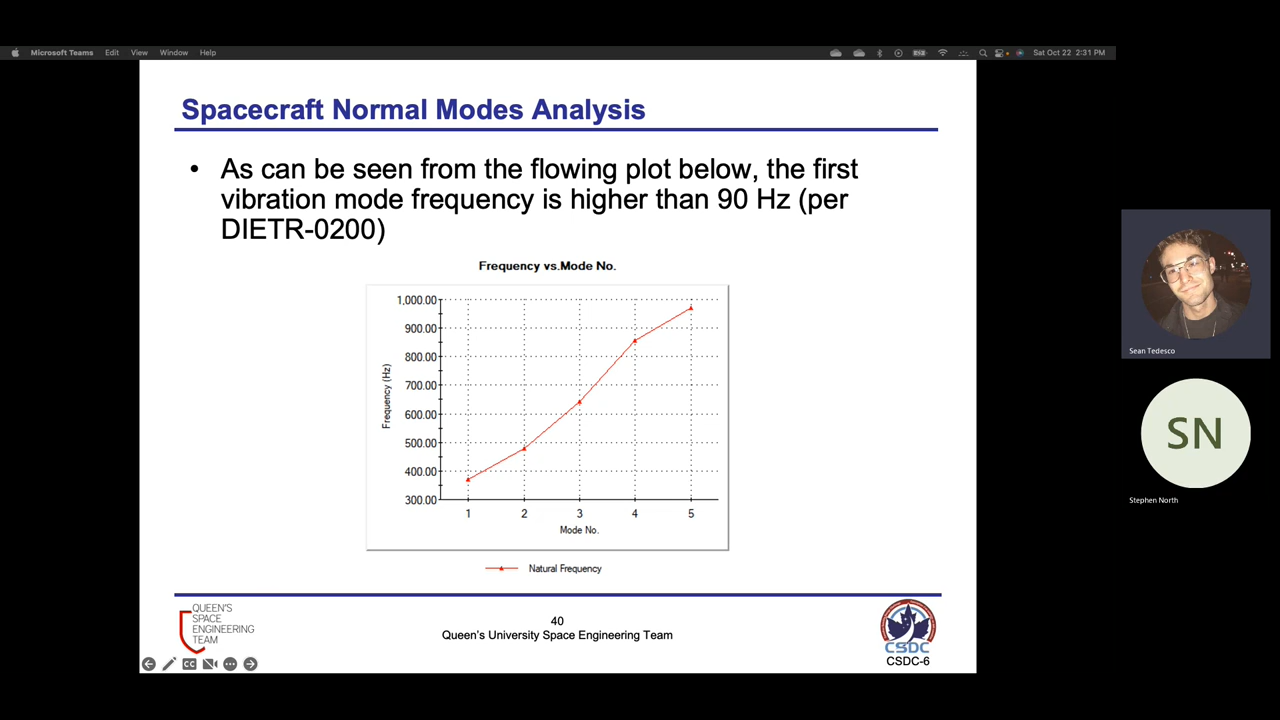 Microsoft Teams Edit View Window Help
Sat Oct 22 2:31 PM
Spacecraft Normal Modes Analysis
• As can be seen from the flowing plot below, the first
vibration mode frequency is higher than 90 Hz (per
DIETR-0200)
Frequency vs.Mode No.
1,000.00
900.00
800.00
700.00
600.00
500.00
400.00
300.00
Frequency (Hz)
1 2 3 4 5
Mode No.
Natural Frequency
QUEEN'S
SPACE
ENGINEERING
TEAM
40
Queen's University Space Engineering Team
CSDC
CSDC-6
CC
Sean Tedesco
SN
Stephen North